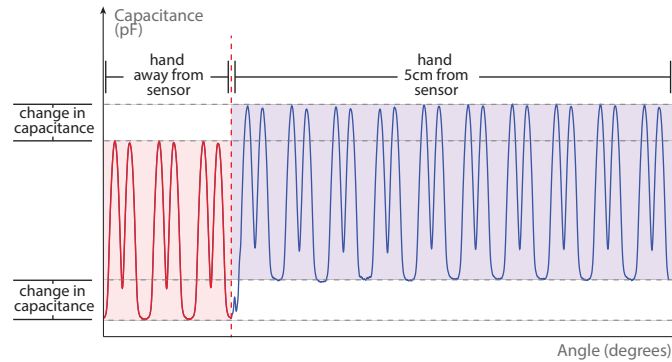 Capacitance
(pF)
hand
away from
sensor
hand
5cm from
sensor
change in
capacitance
change in
capacitance
Angle (degrees)